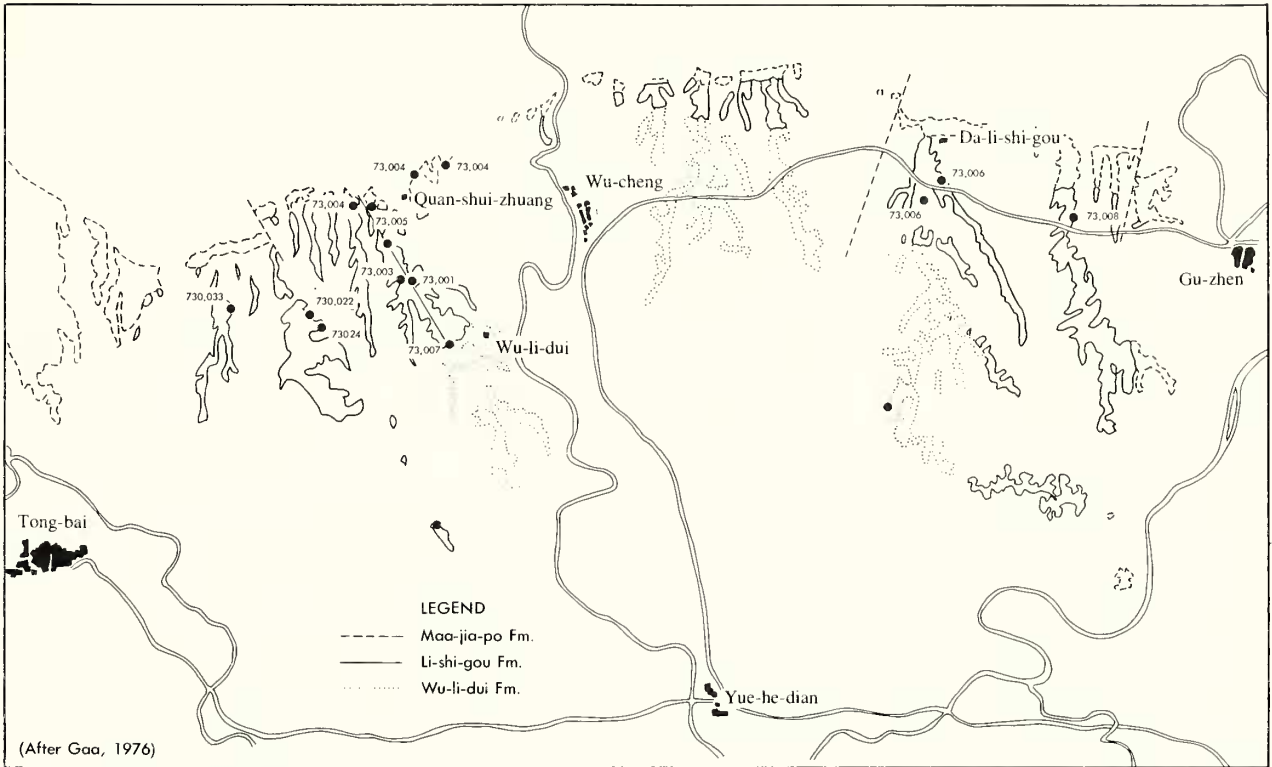 Da-li-shi-gou
73,004
73,004
73,006
Wu-cheng
Quan-shui-zhuang
73,004
73,005
73,006
73,008
Gu-zhen
73,003
73,001
730,033
730,022
73024
73,007
Wu-li-dui
Tong-bai
LEGEND
Maa-jia-po Fm.
Li-shi-gou Fm.
Wu-li-dui Fm.
Yue-he-dian
(After Gaa, 1976)